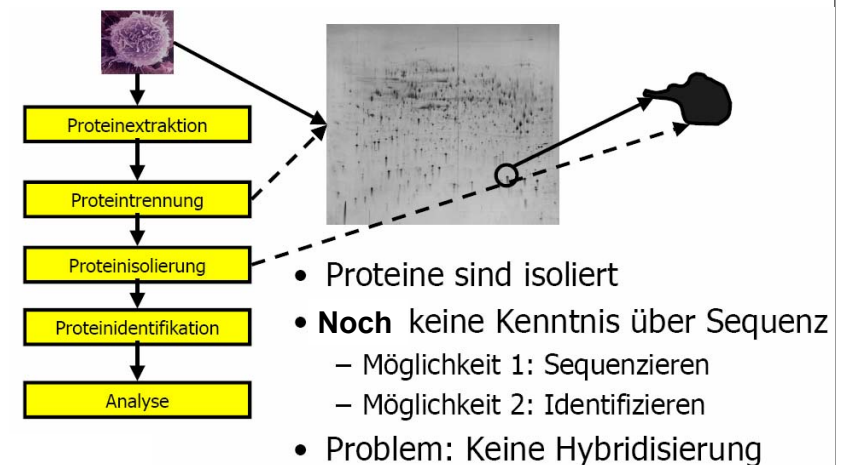 Proteinextraktion
Proteintrennung
Proteinisolierung
Proteinidentifikation
Analyse
• Proteine sind isoliert
• Noch keine Kenntnis über Sequenz
– Möglichkeit 1: Sequenzieren
– Möglichkeit 2: Identifizieren
• Problem: Keine Hybridisierung